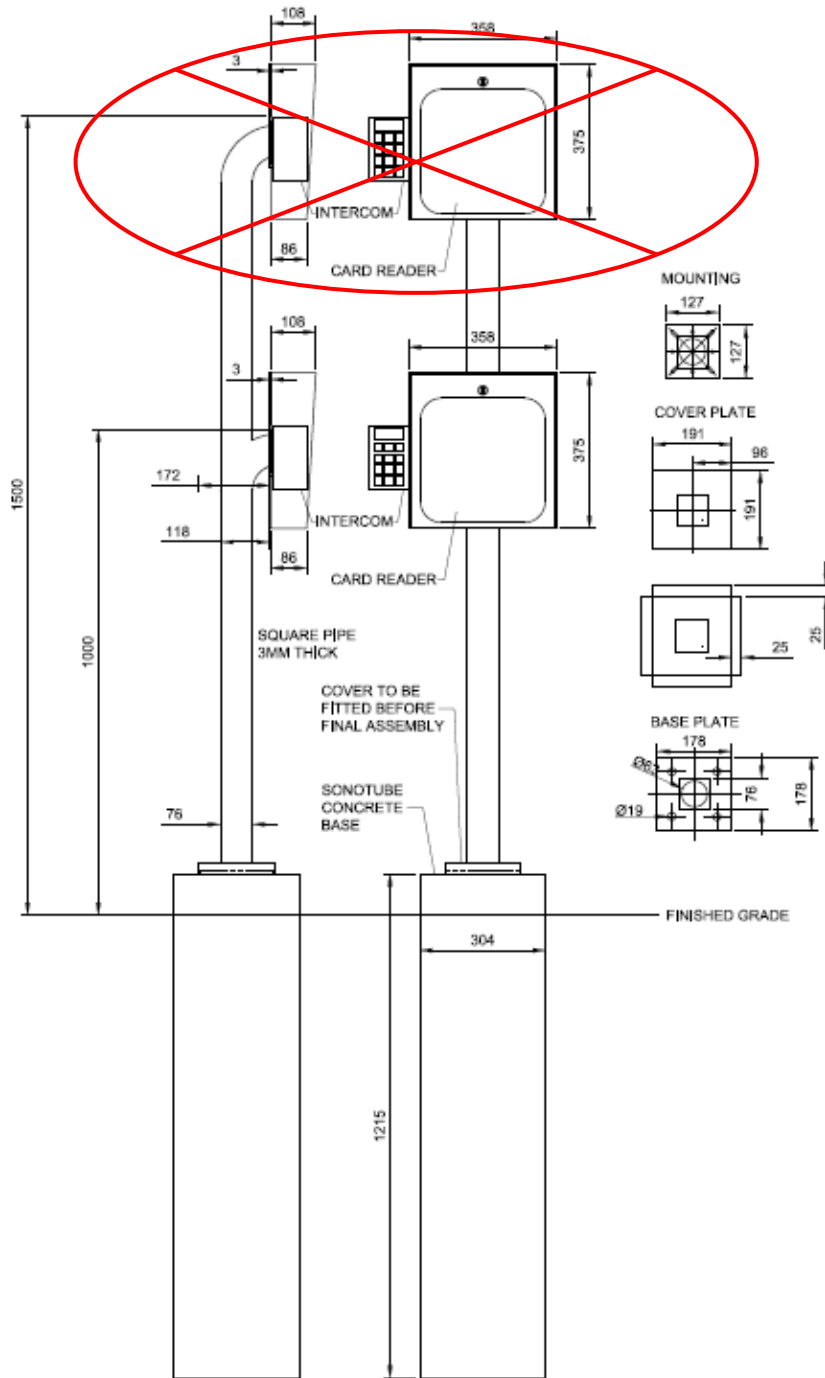 108
358
3
375
INTERCOM
86
CARD READER
MOUNTING
127
127
108
358
3
375
COVER PLATE
191
96
191
172
1500
INTERCOM
118
86
CARD READER
25
25
1000
SQUARE PIPE
3MM THICK
COVER TO BE
FITTED BEFORE
FINAL ASSEMBLY
BASE PLATE
178
Ø63
76
178
Ø19
SONOTUBE
CONCRETE
BASE
76
FINISHED GRADE
304
1215